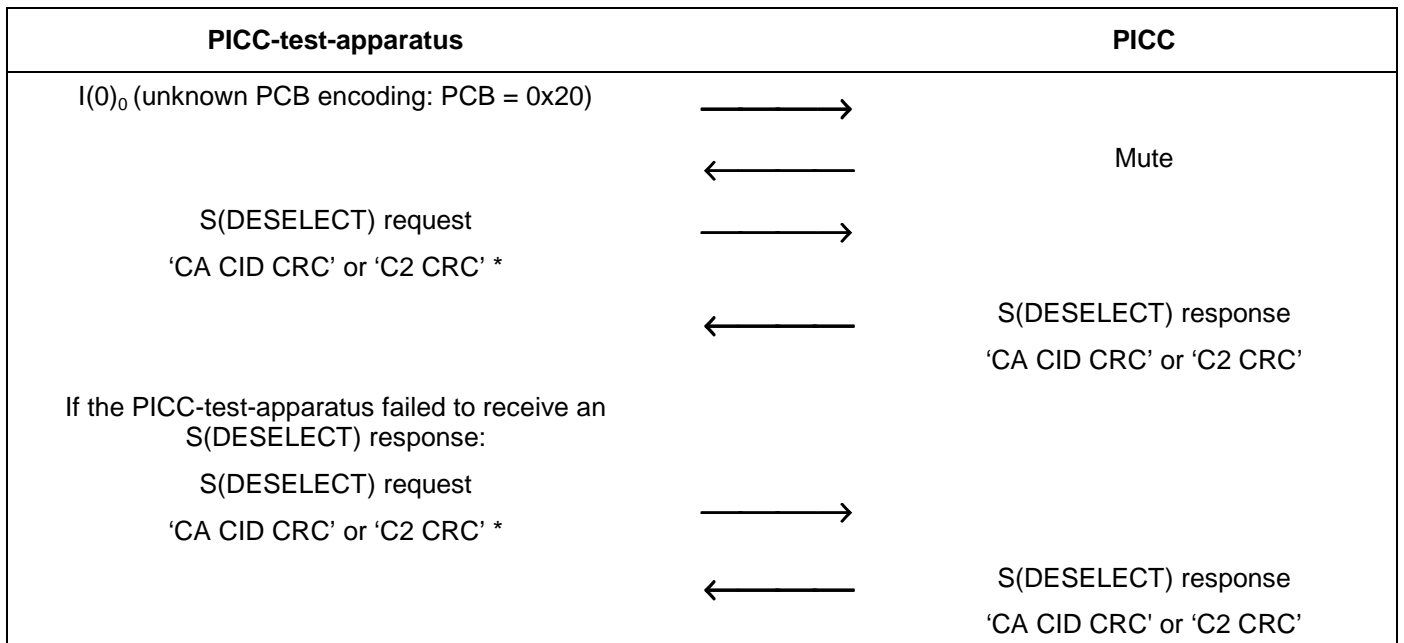 PICC-test-apparatus PICC
I(0)₀ (unknown PCB encoding: PCB = 0x20)
Mute
S(DESELECT) request
‘CA CID CRC’ or ‘C2 CRC’ *
S(DESELECT) response
‘CA CID CRC’ or ‘C2 CRC’
If the PICC-test-apparatus failed to receive an
S(DESELECT) response:
S(DESELECT) request
‘CA CID CRC’ or ‘C2 CRC’ *
S(DESELECT) response
‘CA CID CRC' or ‘C2 CRC’